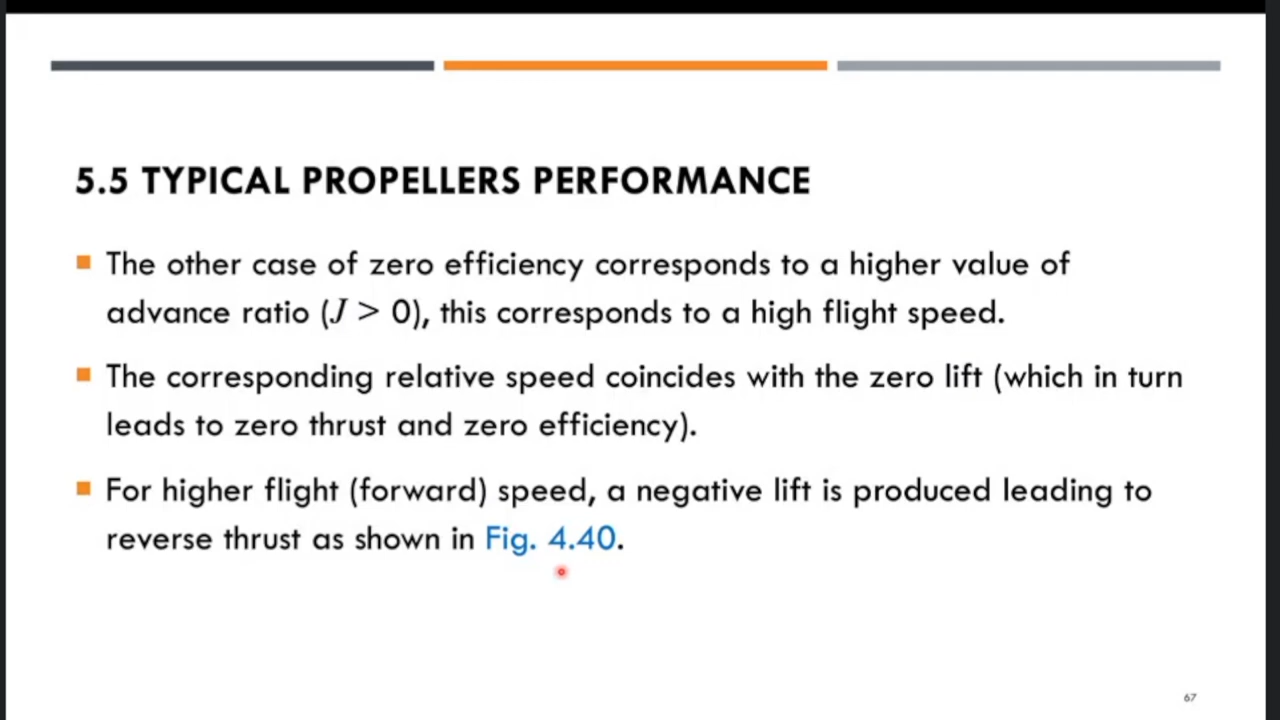 5.5 TYPICAL PROPELLERS PERFORMANCE
The other case of zero efficiency corresponds to a higher value of
advance ratio (J > 0), this corresponds to a high flight speed.
The corresponding relative speed coincides with the zero lift (which in turn
leads to zero thrust and zero efficiency).
For higher flight (forward) speed, a negative lift is produced leading to
reverse thrust as shown in Fig. 4.40.
67